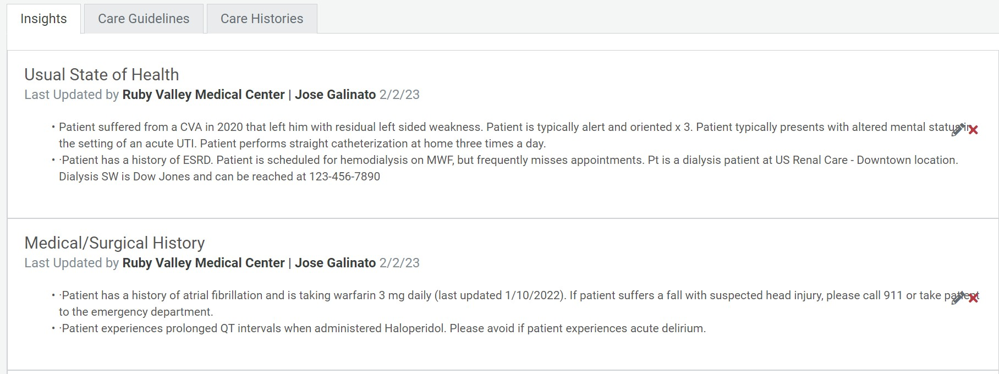 Insights
Care Guidelines
Care Histories
Usual State of Health
Last Updated by Ruby Valley Medical Center | Jose Galinato 2/2/23
• Patient suffered from a CVA in 2020 that left him with residual left sided weakness. Patient is typically alert and oriented x 3. Patient typically presents with altered mental status in
the setting of an acute UTI. Patient performs straight catheterization at home three times a day.
• ·Patient has a history of ESRD. Patient is scheduled for hemodialysis on MWF, but frequently misses appointments. Pt is a dialysis patient at US Renal Care - Downtown location.
Dialysis SW is Dow Jones and can be reached at 123-456-7890
Medical/Surgical History
Last Updated by Ruby Valley Medical Center | Jose Galinato 2/2/23
• ·Patient has a history of atrial fibrillation and is taking warfarin 3 mg daily (last updated 1/10/2022). If patient suffers a fall with suspected head injury, please call 911 or take patient
to the emergency department.
• ·Patient experiences prolonged QT intervals when administered Haloperidol. Please avoid if patient experiences acute delirium.